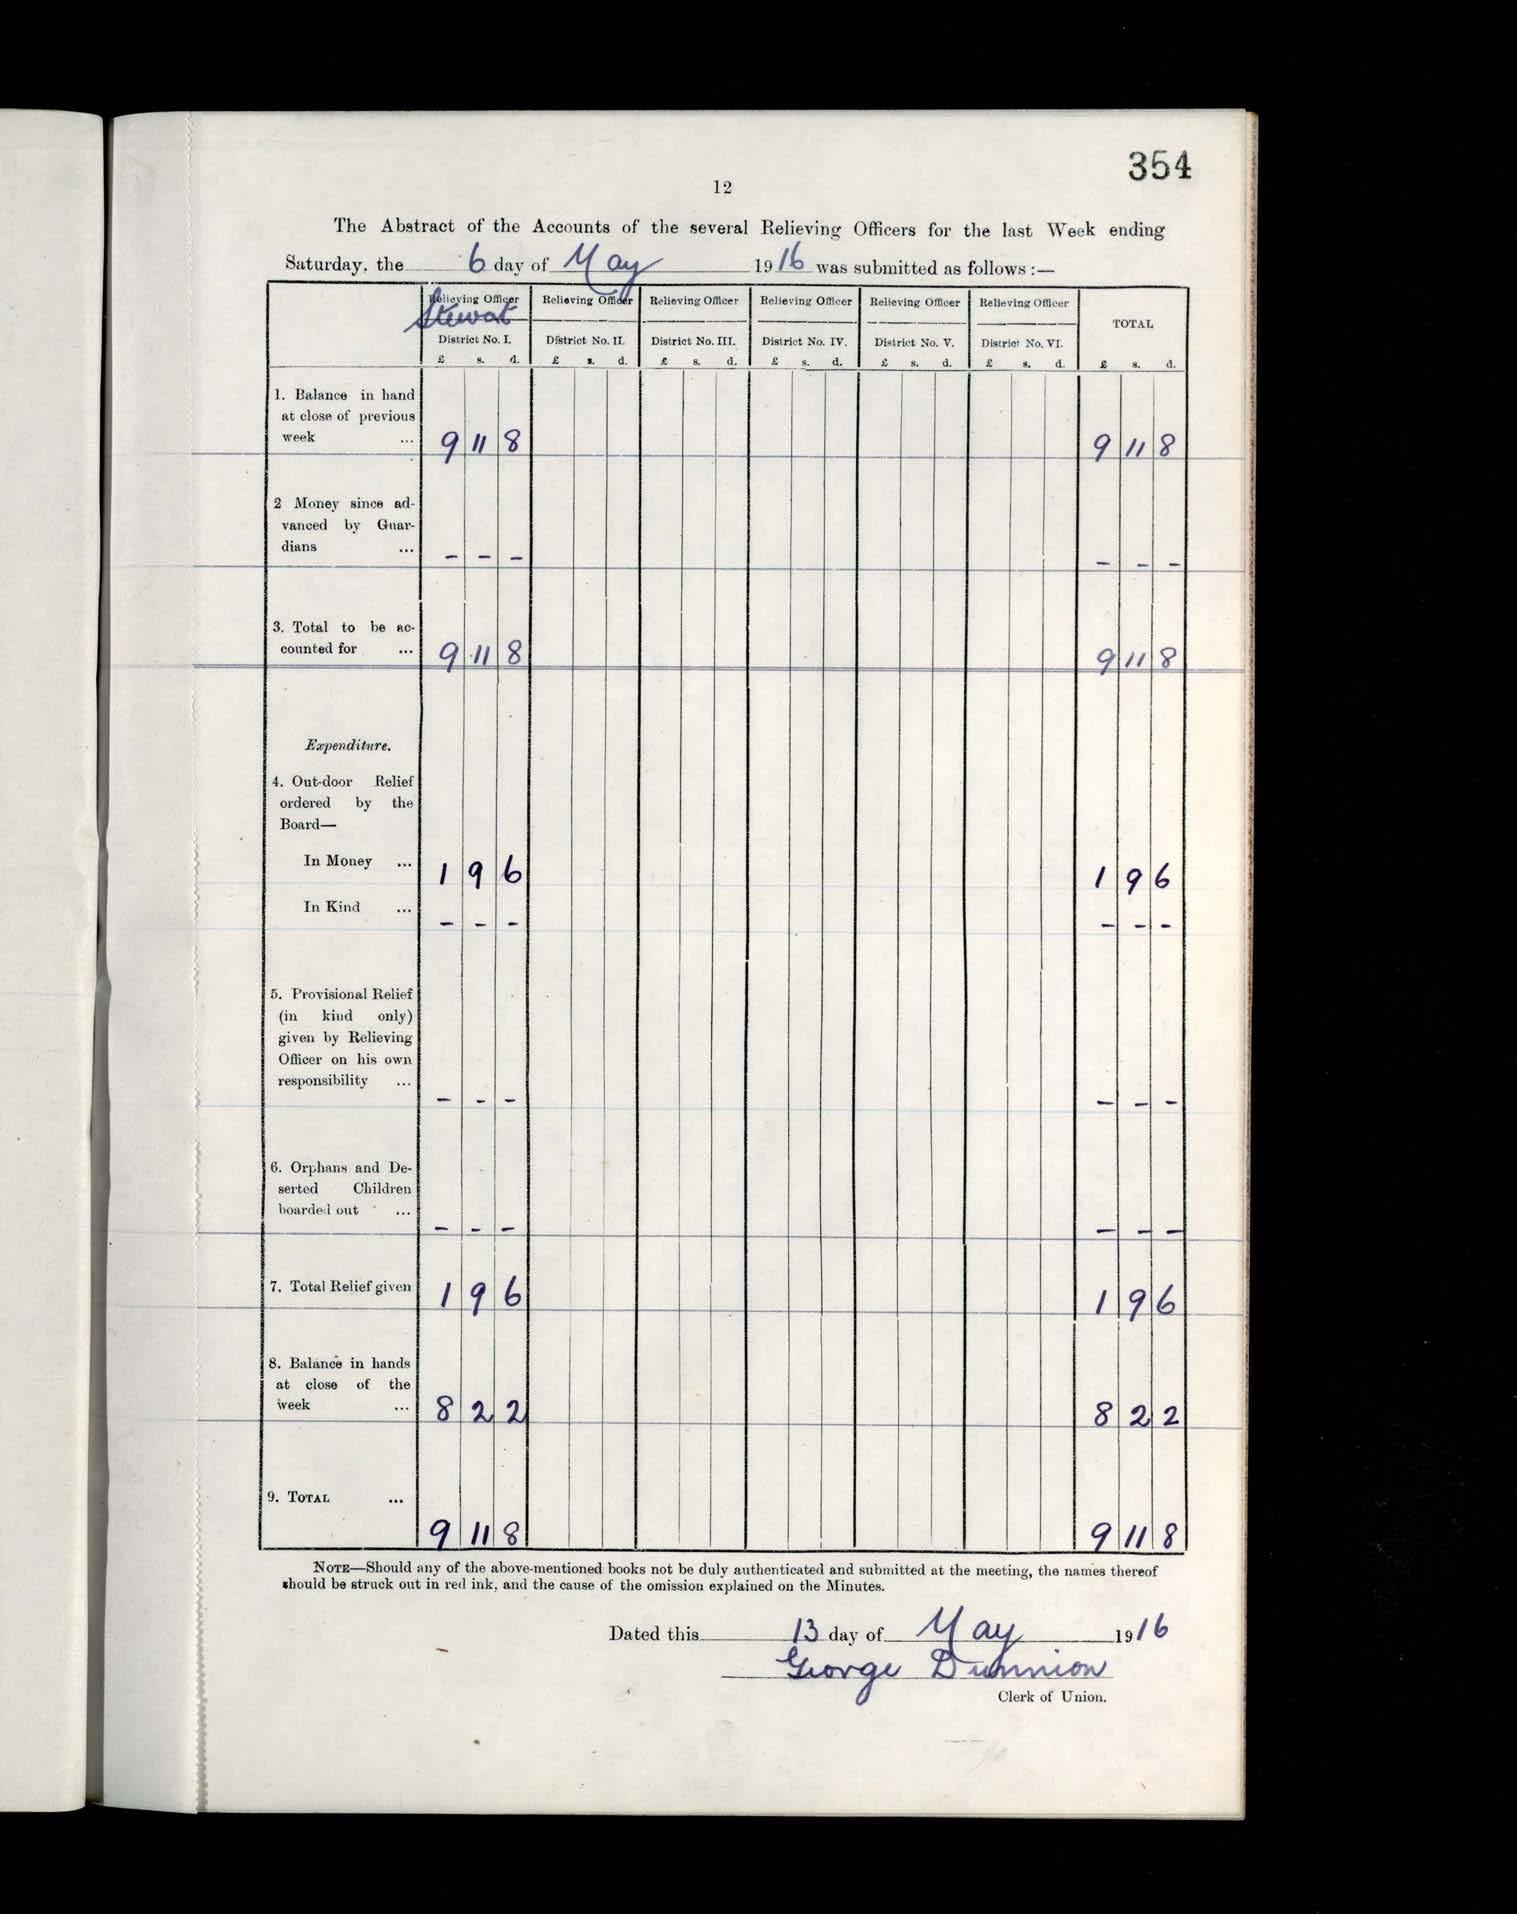 354
12
The Abstract of the Accounts of the several Relieving Officers for the last Week ending
Saturday, the 6 day of May 1916 was submitted as follows :—
Relieving Officer Relieving Officer Relieving Officer Relieving Officer Relieving Officer Relieving Officer
Stewat
TOTAL
District No. I. District No. II. District No. III. District No. IV. District No. V. District No. VI.
£ s. d. £ s. d. £ s. d. £ s. d. £ s. d. £ s. d. £ s. d.
1. Balance in hand
at close of previous
week ... 9 11 8 9 11 8
2 Money since ad-
vanced by Guar-
dians ... – – – – – –
3. Total to be ac-
counted for ... 9 11 8 9 11 8
Expenditure.
4. Out-door Relief
ordered by the
Board—
In Money ... 1 9 6 1 9 6
In Kind ... – – – – – –
5. Provisional Relief
(in kind only)
given by Relieving
Officer on his own
responsibility ... – – – – – –
6. Orphans and De-
serted Children
boarded out ... – – – – – –
7. Total Relief given 1 9 6 1 9 6
8. Balance in hands
at close of the
week ... 8 2 2 8 2 2
9. TOTAL ... 9 11 8 9 11 8
NOTE—Should any of the above-mentioned books not be duly authenticated and submitted at the meeting, the names thereof
should be struck out in red ink, and the cause of the omission explained on the Minutes.
Dated this 13 day of May 1916
George Dunnion
Clerk of Union.